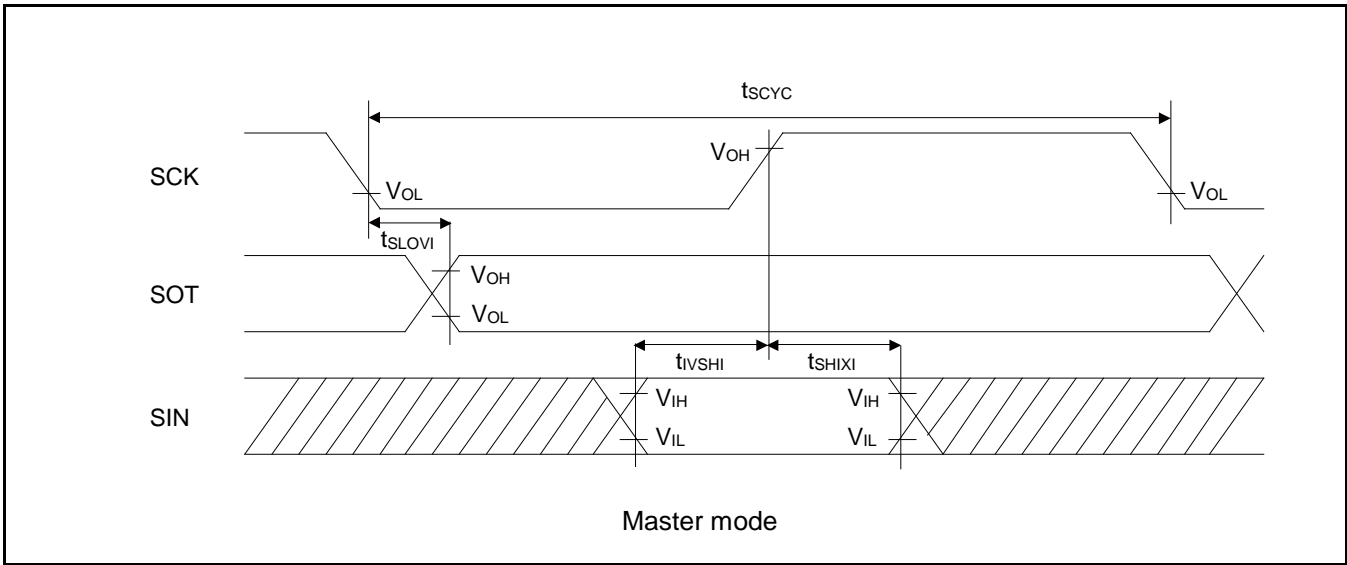 tSCYC
SCK
VOH
VOL
VOL
tSLOVI
SOT
VOH
VOL
tIVSHI
tSHIXI
SIN
VIH
VIH
VIL
VIL
Master mode